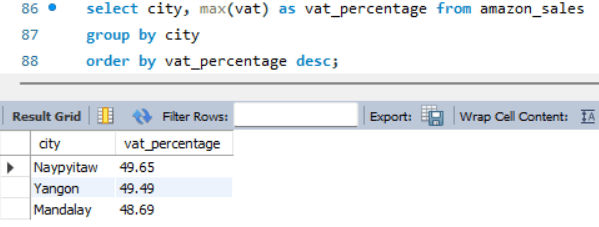 86 select city, max(vat) as vat_percentage from amazon_sales
87 group by city
88 order by vat_percentage desc;
Result Grid Filter Rows: Export: Wrap Cell Content: IA
city vat_percentage
Naypyitaw 49.65
Yangon 49.49
Mandalay 48.69